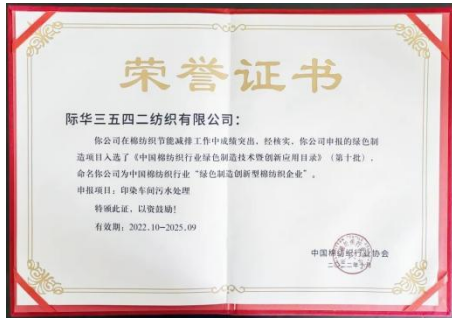 荣誉证书
际华三五四二纺织有限公司：
你公司在棉纺织节能减排工作中成绩突出，经核实，你公司申报的绿色制
造项目入选了《中国棉纺织行业绿色制造技术暨创新应用目录》（第十批），
命名你公司为中国棉纺织行业“绿色制造创新型棉纺织企业”。
申报项目：印染车间污水处理
特颁此证，以资鼓励！
有效期：2022.10-2025.09
中国棉纺织行业协会
二〇二二年十月